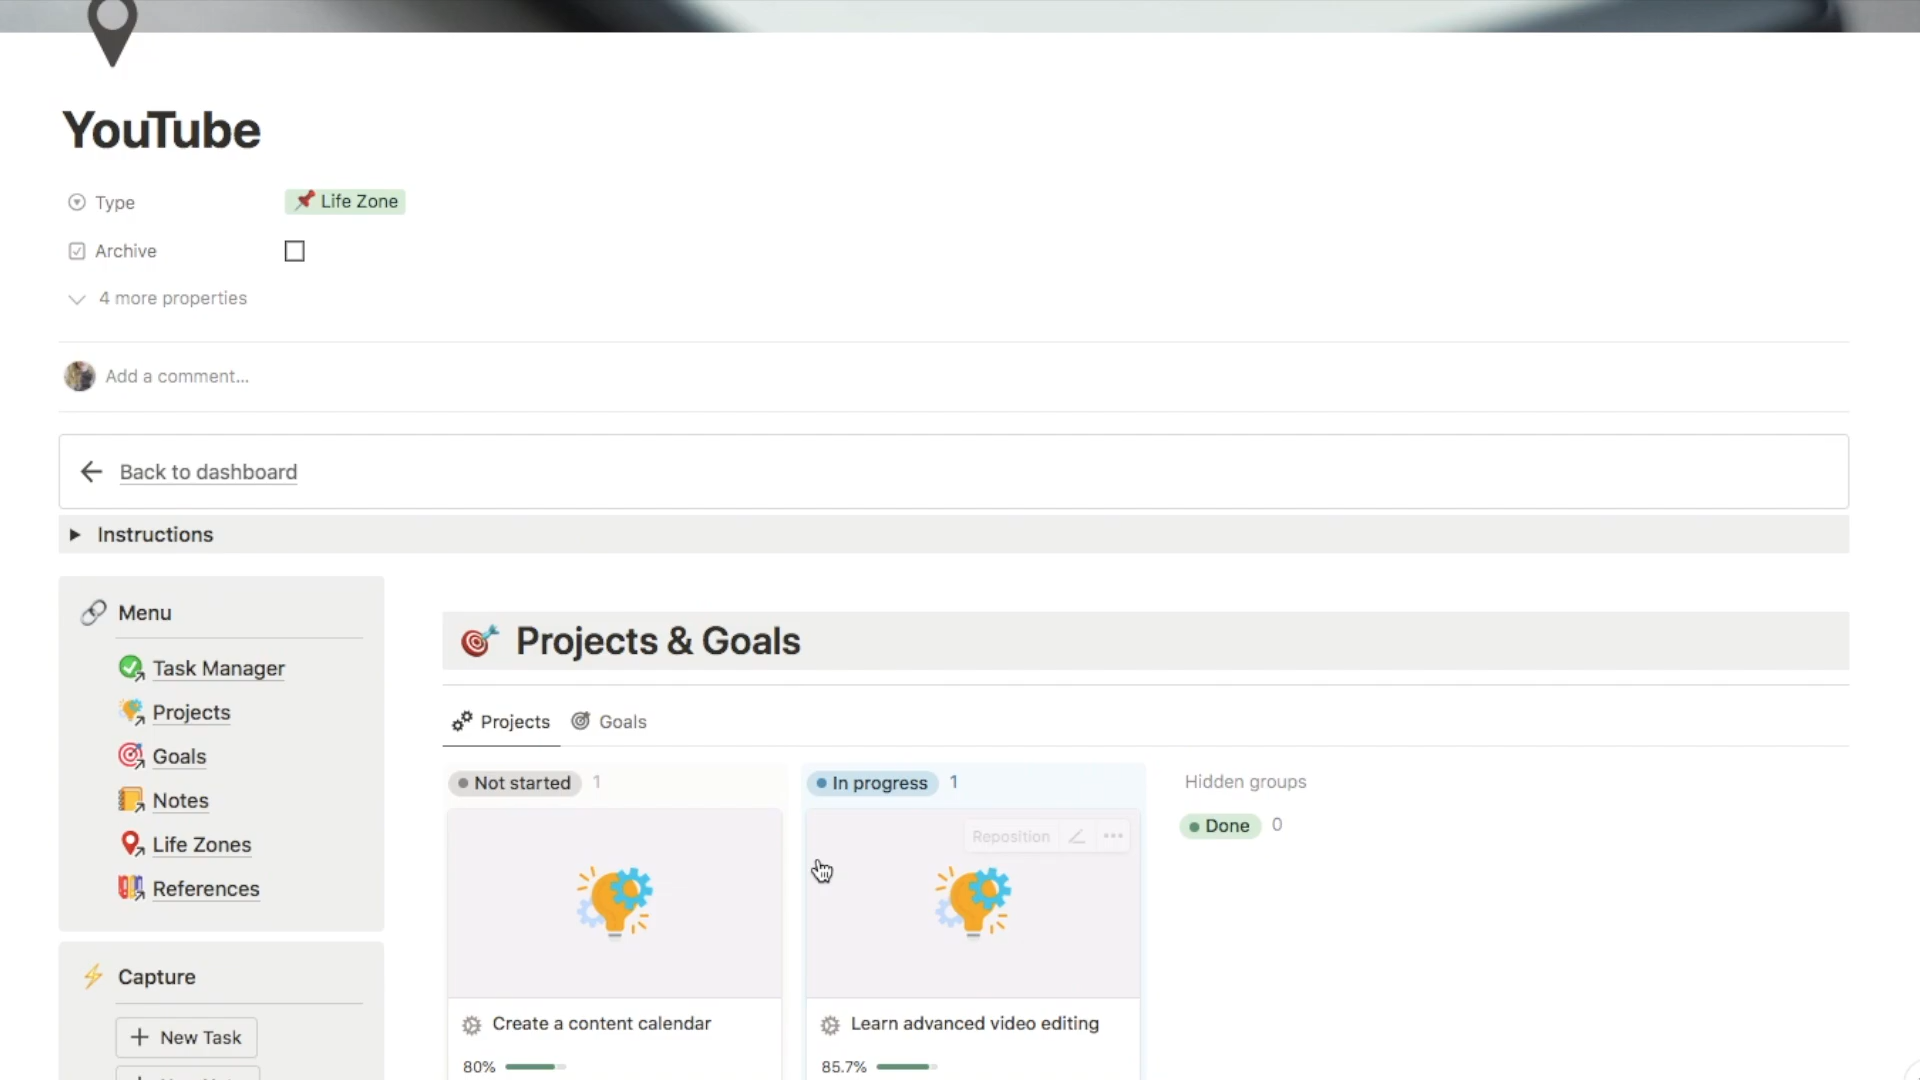 YouTube
Type
Life Zone
Archive
4 more properties
Add a comment...
Back to dashboard
Instructions
Menu
Task Manager
Projects
Goals
Notes
Life Zones
References
Capture
New Task
Projects & Goals
Projects
Goals
Not started 1
In progress 1
Hidden groups
Done 0
Reposition
Create a content calendar
80%
Learn advanced video editing
85.7%